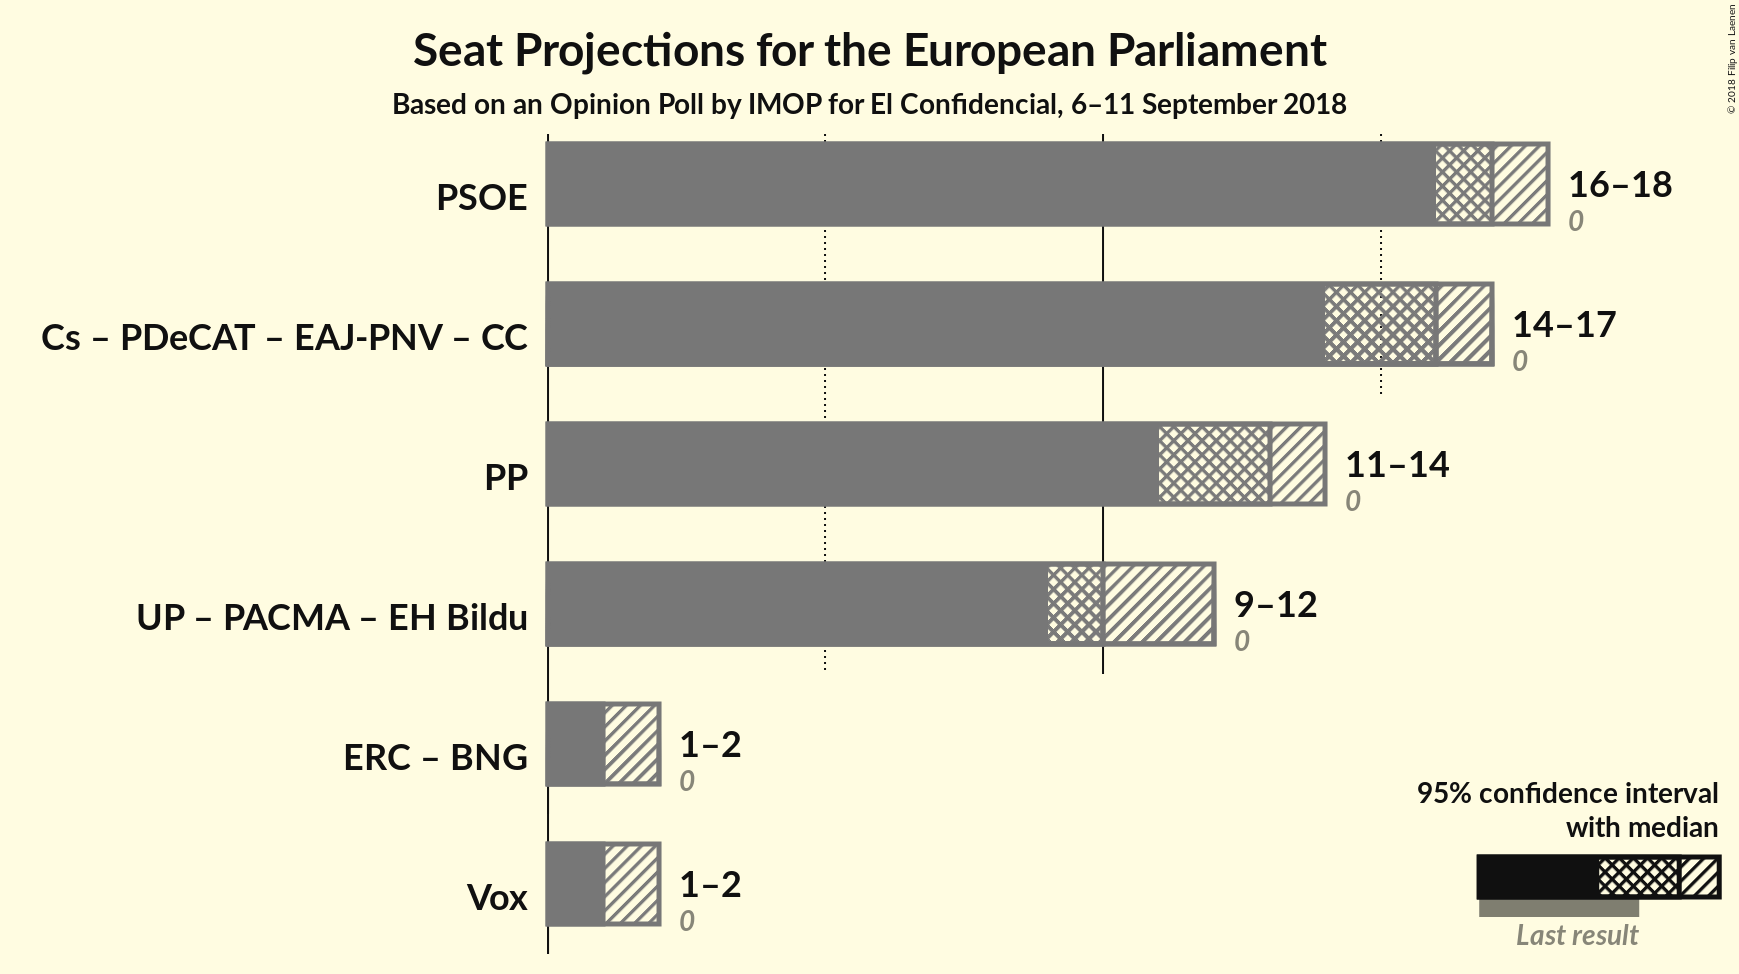 Seat Projections for the European Parliament
Based on an Opinion Poll by IMOP for El Confidencial, 6–11 September 2018
© 2018 Filip van Laenen
PSOE
16–18
0
Cs – PDeCAT – EAJ-PNV – CC
14–17
0
PP
11–14
0
UP – PACMA – EH Bildu
9–12
0
ERC – BNG
1–2
0
Vox
1–2
0
95% confidence interval
with median
Last result